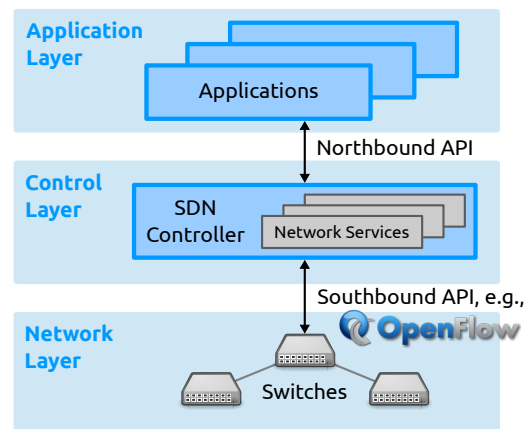 Application
Layer
Applications
Northbound API
Control
Layer
SDN
Controller
Network Services
Southbound API, e.g.,
OpenFlow
Network
Layer
Switches